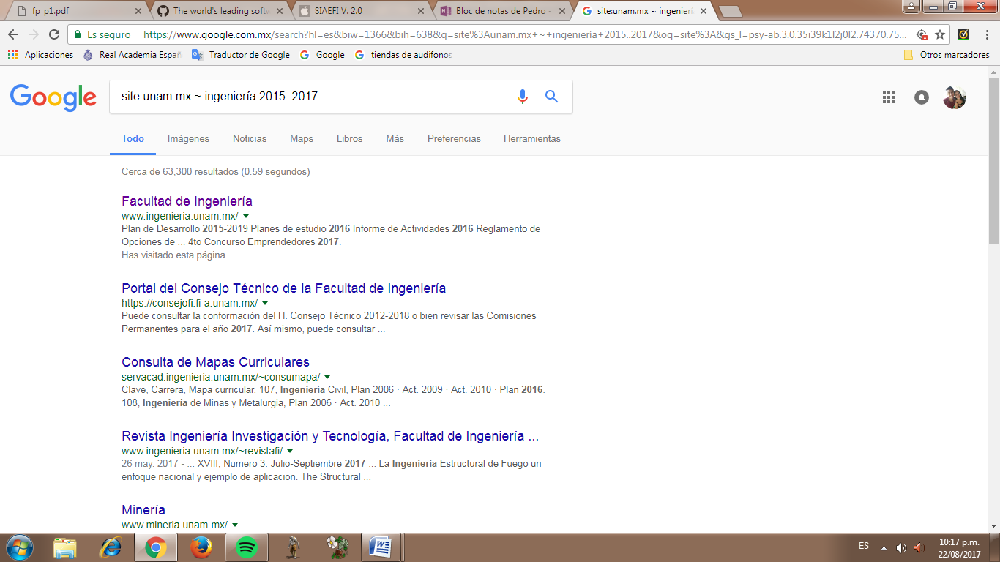 fp_p1.pdf
The world's leading softw
SIAEFI V. 2.0
Bloc de notas de Pedro -
site:unam.mx ~ ingenierí
Es seguro
https://www.google.com.mx/search?hl=es&biw=1366&bih=638&q=site%3Aunam.mx+~+ingeniería+2015..2017&oq=site%3A&gs_l=psy-ab.3.0.35i39k1l2j0l2.74370.75...
Aplicaciones
Real Academia Españ
Traductor de Google
Google
tiendas de audifonos
Otros marcadores
Google
site:unam.mx ~ ingeniería 2015..2017
Todo
Imágenes
Noticias
Maps
Libros
Más
Preferencias
Herramientas
Cerca de 63,300 resultados (0.59 segundos)
Facultad de Ingeniería
www.ingenieria.unam.mx/
Plan de Desarrollo 2015-2019 Planes de estudio 2016 Informe de Actividades 2016 Reglamento de
Opciones de ... 4to Concurso Emprendedores 2017.
Has visitado esta página.
Portal del Consejo Técnico de la Facultad de Ingeniería
https://consejofi.fi-a.unam.mx/
Puede consultar la conformación del H. Consejo Técnico 2012-2018 o bien revisar las Comisiones
Permanentes para el año 2017. Así mismo, puede consultar ...
Consulta de Mapas Curriculares
servacad.ingenieria.unam.mx/~consumapa/
Clave, Carrera, Mapa curricular. 107, Ingeniería Civil, Plan 2006 · Act. 2009 · Act. 2010 · Plan 2016.
108, Ingeniería de Minas y Metalurgia, Plan 2006 · Act. 2010 ...
Revista Ingeniería Investigación y Tecnología, Facultad de Ingeniería ...
www.ingenieria.unam.mx/~revistafi/
26 may. 2017 - ... XVIII, Numero 3. Julio-Septiembre 2017 ... La Ingenieria Estructural de Fuego un
enfoque nacional y ejemplo de aplicacion. The Structural ...
Minería
www.mineria.unam.mx/
ES
10:17 p.m.
22/08/2017